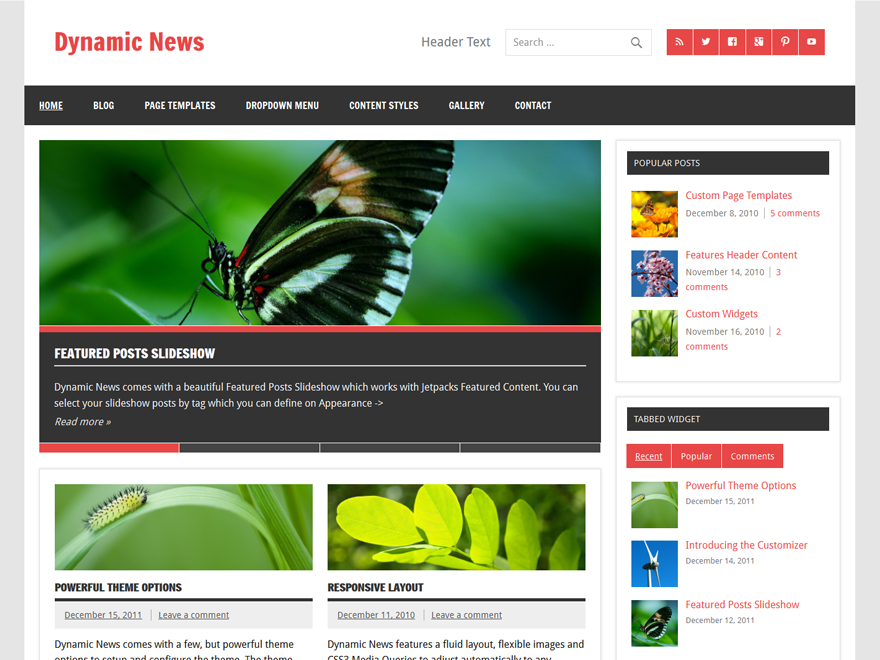 Dynamic News
Header Text
Search ...
HOME BLOG PAGE TEMPLATES DROPDOWN MENU CONTENT STYLES GALLERY CONTACT
FEATURED POSTS SLIDESHOW
Dynamic News comes with a beautiful Featured Posts Slideshow which works with Jetpacks Featured Content. You can
select your slideshow posts by tag which you can define on Appearance ->
Read more »
POWERFUL THEME OPTIONS
December 15, 2011 | Leave a comment
Dynamic News comes with a few, but powerful theme
options to setup and configure the theme. The theme
RESPONSIVE LAYOUT
December 11, 2010 | Leave a comment
Dynamic News features a fluid layout, flexible images and
CSS3 Media Queries to adjust automatically to any
POPULAR POSTS
Custom Page Templates
December 8, 2010 | 5 comments
Features Header Content
November 14, 2010 | 3
comments
Custom Widgets
November 16, 2010 | 2
comments
TABBED WIDGET
Recent Popular Comments
Powerful Theme Options
December 15, 2011
Introducing the Customizer
December 14, 2011
Featured Posts Slideshow
December 12, 2011